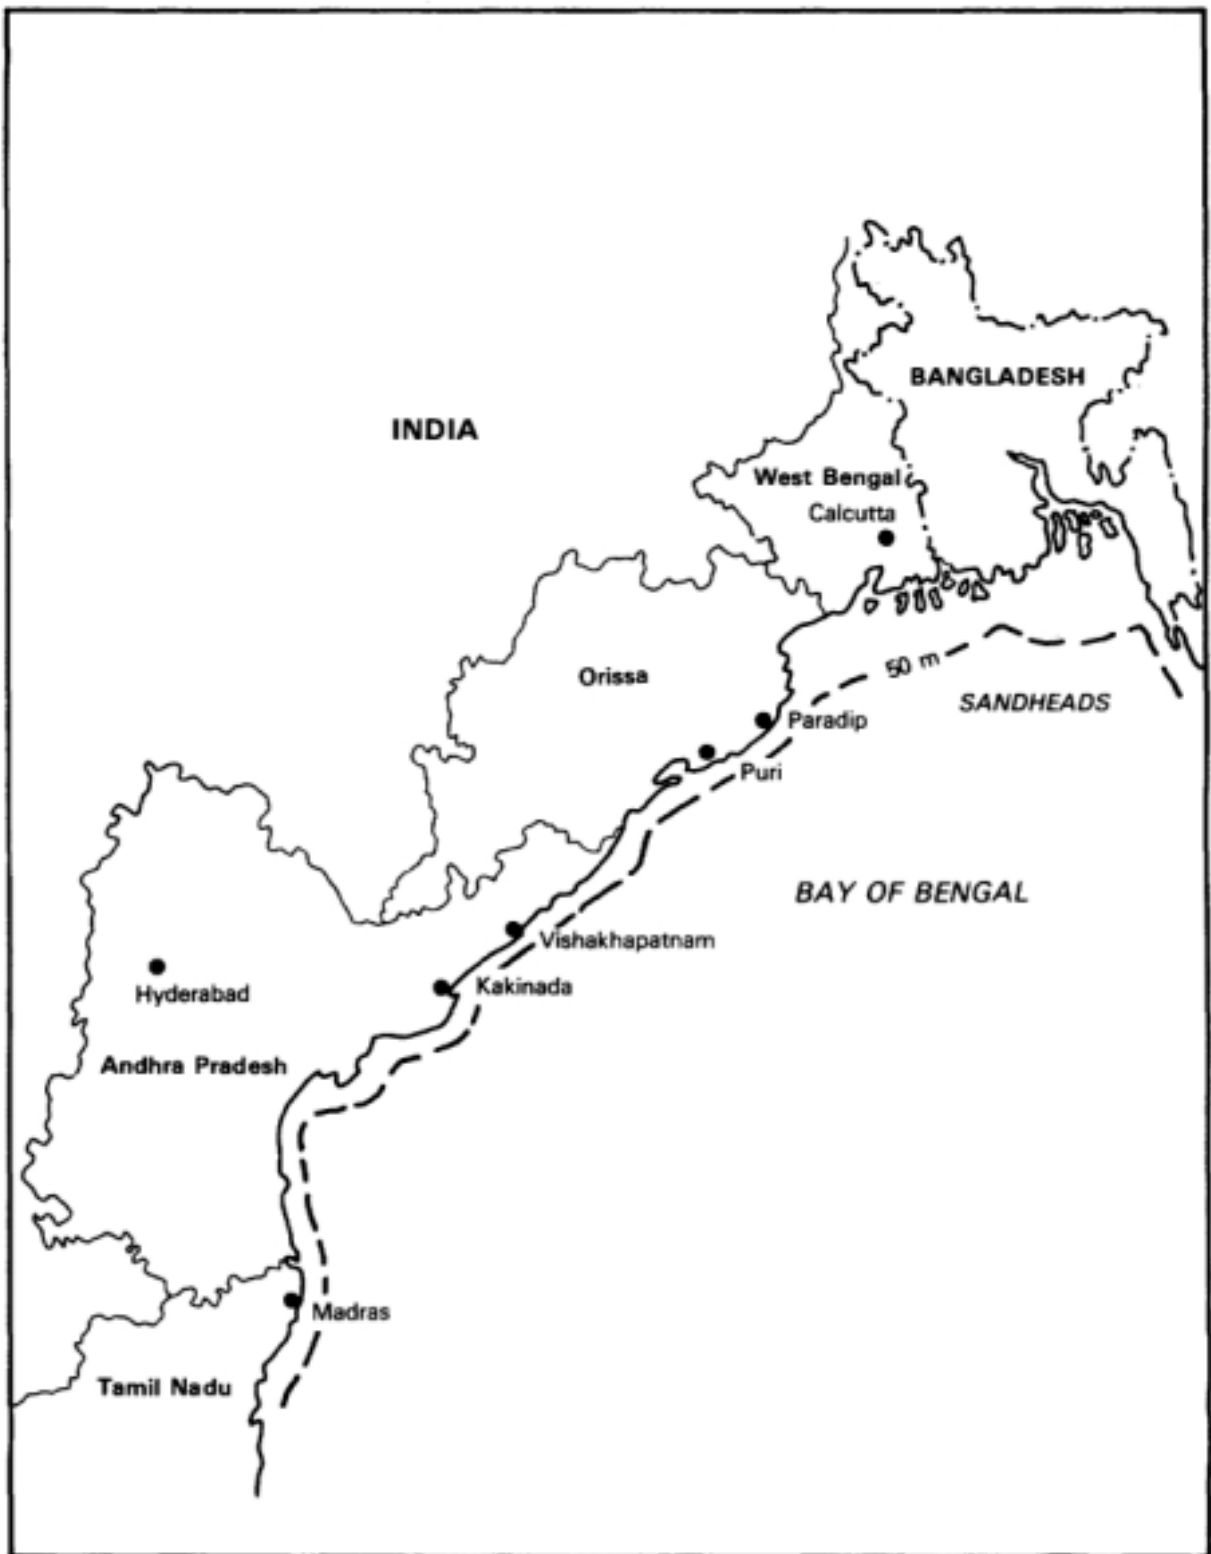 BANGLADESH
INDIA
West Bengal
Calcutta
50 m
Orissa
SANDHEADS
Paradip
Puri
BAY OF BENGAL
Vishakhapatnam
Kakinada
Hyderabad
Andhra Pradesh
Madras
Tamil Nadu